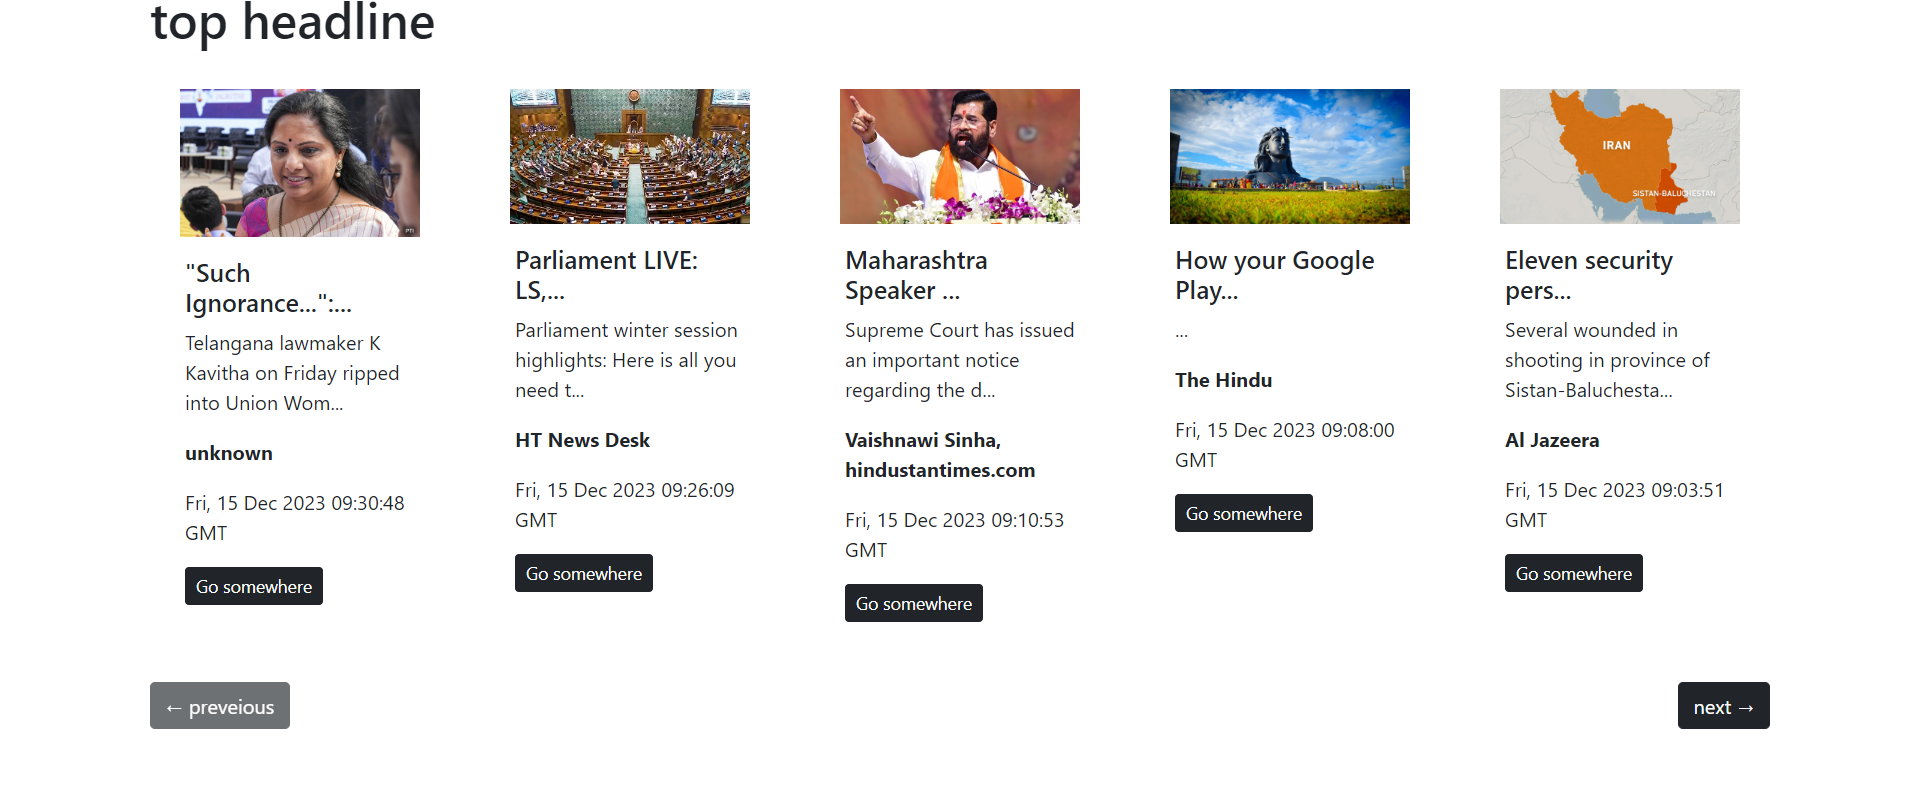 top headline
PTI
"Such
Ignorance...":...
Telangana lawmaker K
Kavitha on Friday ripped
into Union Wom...
unknown
Fri, 15 Dec 2023 09:30:48
GMT
Go somewhere
Parliament LIVE:
LS,...
Parliament winter session
highlights: Here is all you
need t...
HT News Desk
Fri, 15 Dec 2023 09:26:09
GMT
Go somewhere
Maharashtra
Speaker ...
Supreme Court has issued
an important notice
regarding the d...
Vaishnawi Sinha,
hindustantimes.com
Fri, 15 Dec 2023 09:10:53
GMT
Go somewhere
How your Google
Play...
...
The Hindu
Fri, 15 Dec 2023 09:08:00
GMT
Go somewhere
IRAN
SISTAN-BALUCHESTAN
Eleven security
pers...
Several wounded in
shooting in province of
Sistan-Baluchesta...
Al Jazeera
Fri, 15 Dec 2023 09:03:51
GMT
Go somewhere
← preveious
next →